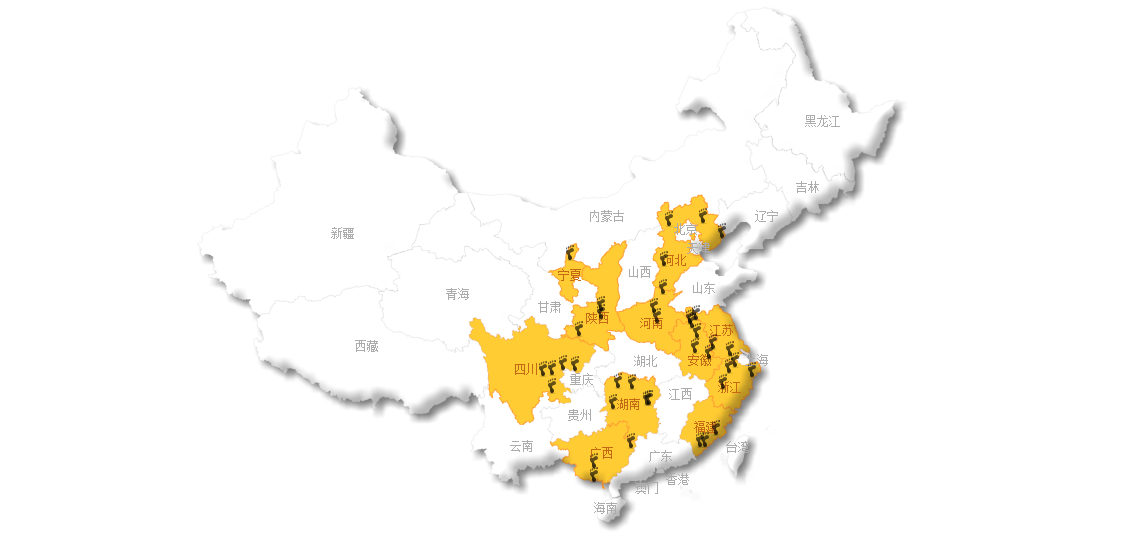 黑龙江
吉林
辽宁
内蒙古
新疆
北京
天津
河北
山西
宁夏
山东
青海
甘肃
陕西
河南
江苏
西藏
四川
湖北
安徽
重庆
浙江
江西
湖南
贵州
福建
云南
广西
广东
台湾
香港
澳门
海南